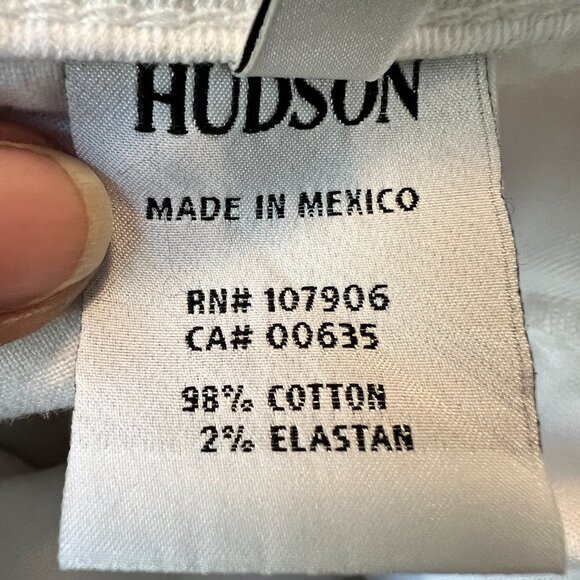 HUDSON
MADE IN MEXICO
RN# 107906
CA# 00635
98% COTTON
2% ELASTAN